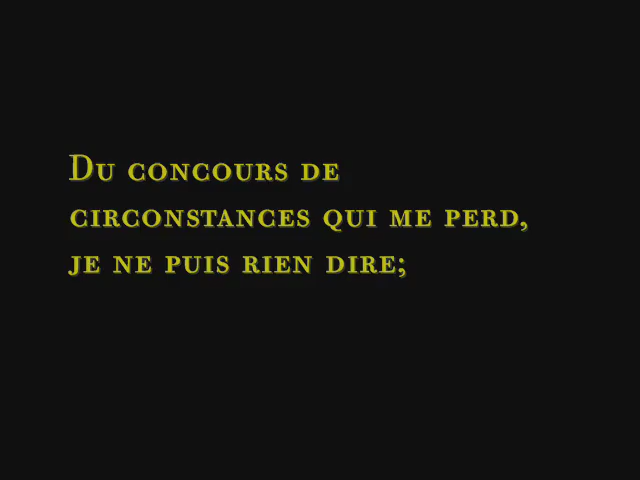 Du concours de
circonstances qui me perd,
je ne puis rien dire;